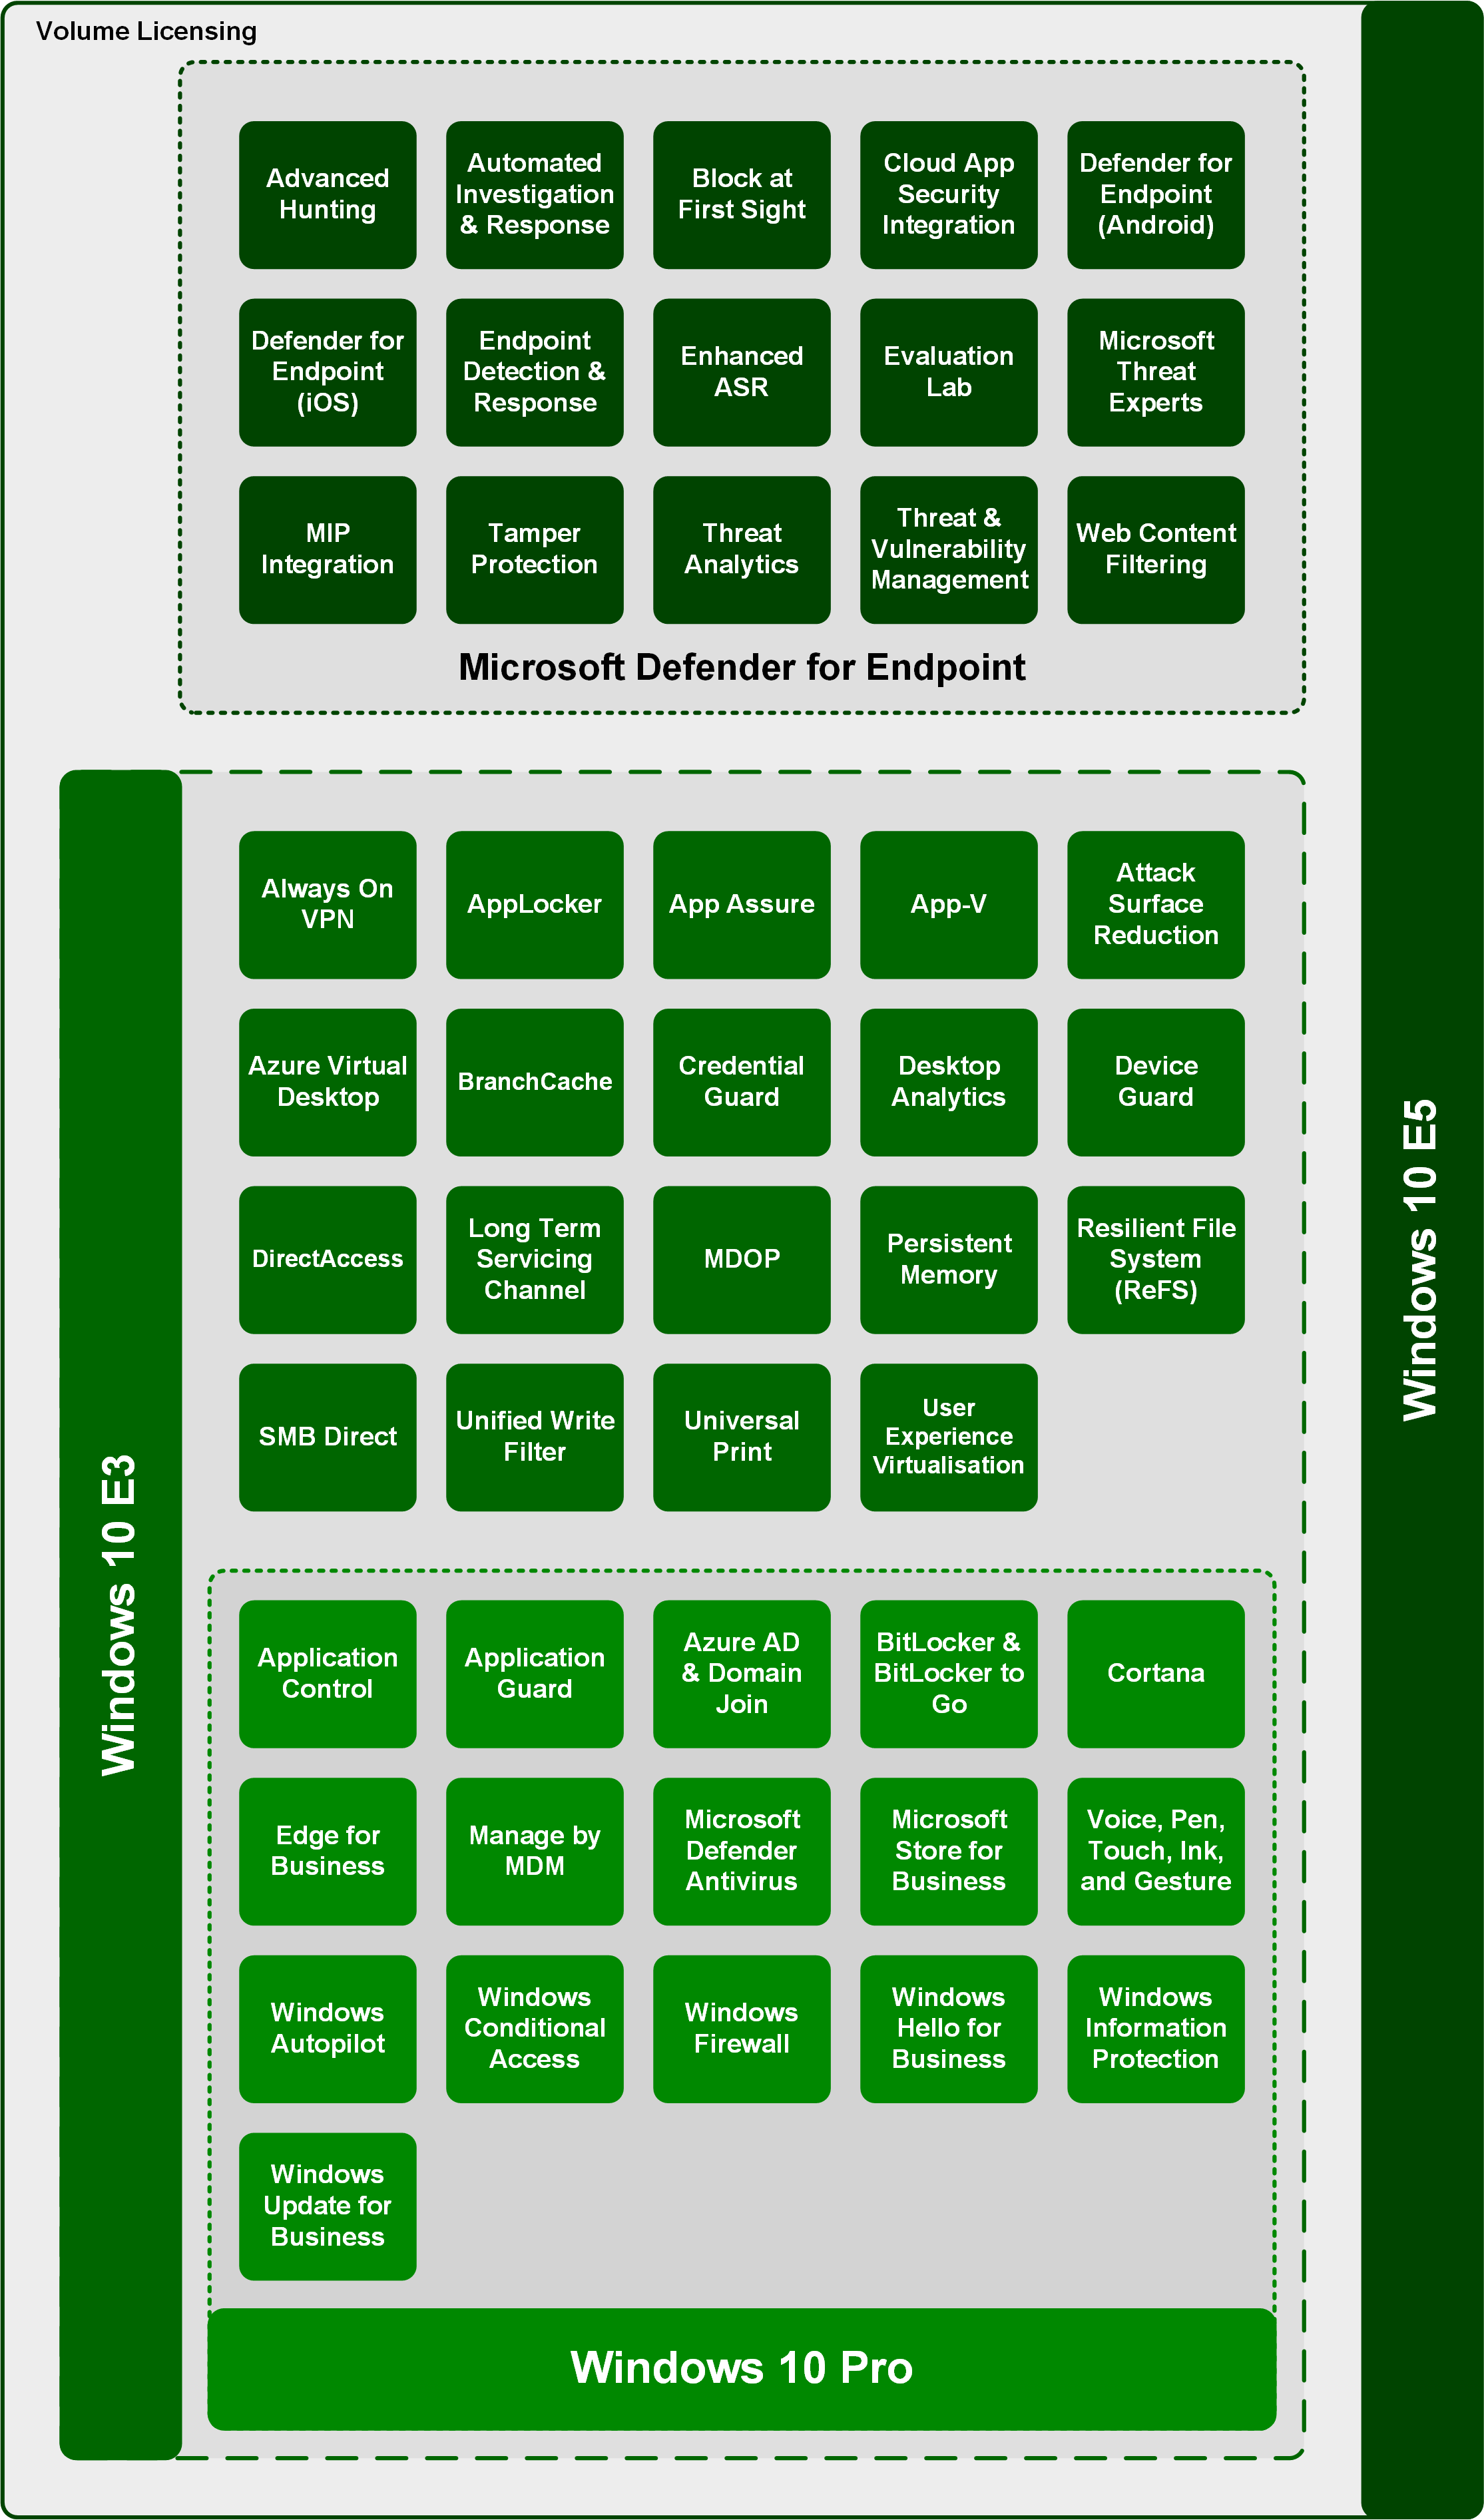 Volume Licensing
Advanced
Hunting
Automated
Investigation
& Response
Block at
First Sight
Cloud App
Security
Integration
Defender for
Endpoint
(Android)
Defender for
Endpoint
(iOS)
Endpoint
Detection &
Response
Enhanced
ASR
Evaluation
Lab
Microsoft
Threat
Experts
MIP
Integration
Tamper
Protection
Threat
Analytics
Threat &
Vulnerability
Management
Web Content
Filtering
Microsoft Defender for Endpoint
Always On
VPN
AppLocker
App Assure
App-V
Attack
Surface
Reduction
Azure Virtual
Desktop
BranchCache
Credential
Guard
Desktop
Analytics
Device
Guard
DirectAccess
Long Term
Servicing
Channel
MDOP
Persistent
Memory
Resilient File
System
(ReFS)
SMB Direct
Unified Write
Filter
Universal
Print
User
Experience
Virtualisation
Application
Control
Application
Guard
Azure AD
& Domain
Join
BitLocker &
BitLocker to
Go
Cortana
Edge for
Business
Manage by
MDM
Microsoft
Defender
Antivirus
Microsoft
Store for
Business
Voice, Pen,
Touch, Ink,
and Gesture
Windows
Autopilot
Windows
Conditional
Access
Windows
Firewall
Windows
Hello for
Business
Windows
Information
Protection
Windows
Update for
Business
Windows 10 Pro
Windows 10 E3
Windows 10 E5